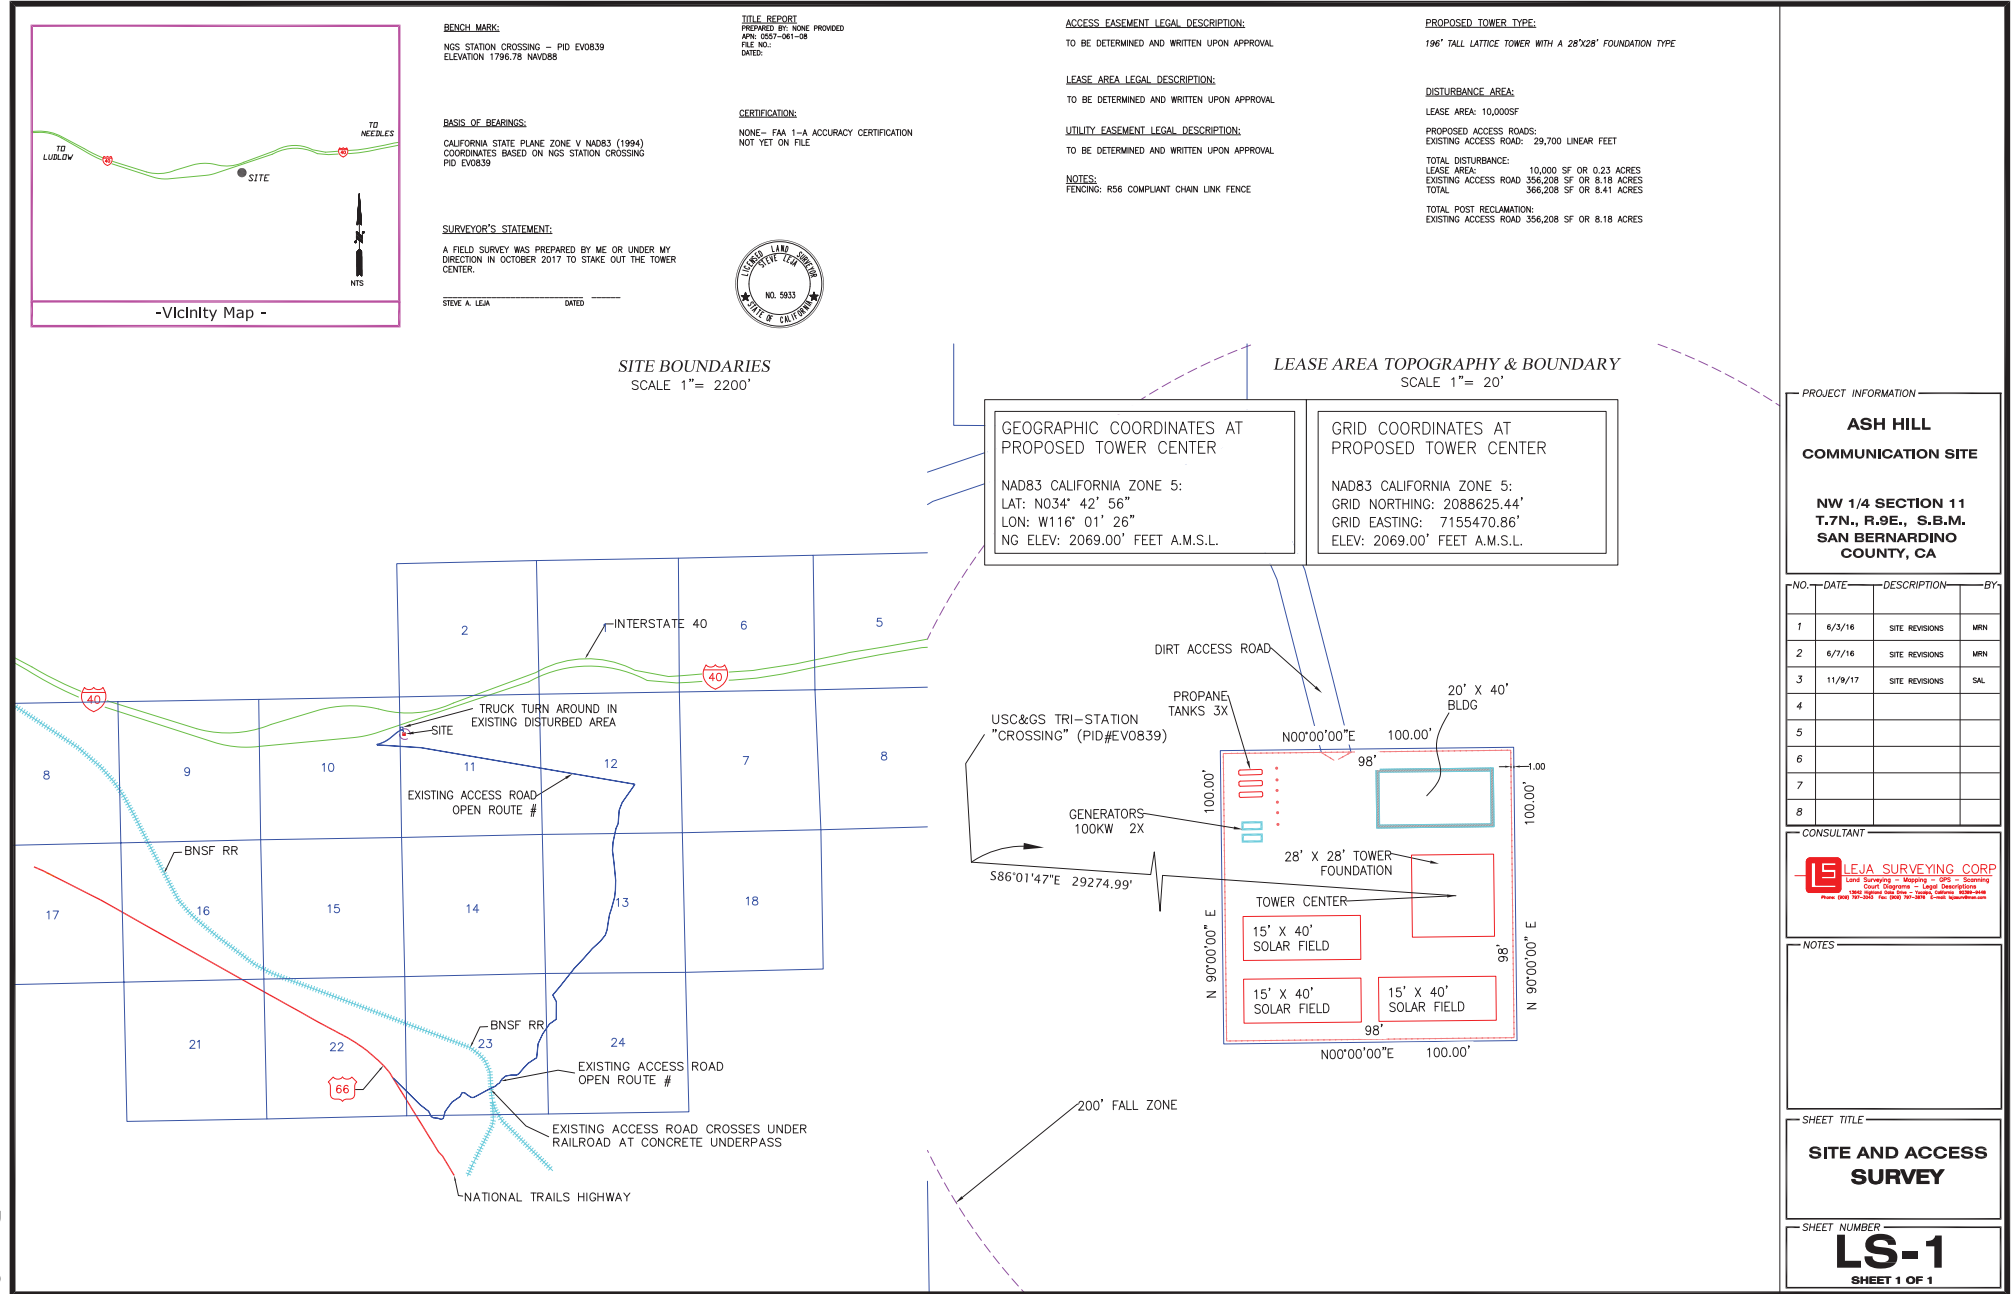 TO
NEEDLES
TO
LUDLOW
40
40
SITE
N
NTS
-Vicinity Map -
BENCH MARK:
NGS STATION CROSSING – PID EV0839
ELEVATION 1796.78 NAVD88
BASIS OF BEARINGS:
CALIFORNIA STATE PLANE ZONE V NAD83 (1994)
COORDINATES BASED ON NGS STATION CROSSING
PID EV0839
SURVEYOR'S STATEMENT:
A FIELD SURVEY WAS PREPARED BY ME OR UNDER MY
DIRECTION IN OCTOBER 2017 TO STAKE OUT THE TOWER
CENTER.
STEVE A. LEJA DATED
TITLE REPORT
PREPARED BY: NONE PROVIDED
APN: 0557-061-08
FILE NO.:
DATED:
CERTIFICATION:
NONE- FAA 1-A ACCURACY CERTIFICATION
NOT YET ON FILE
LICENSED LAND SURVEYOR
STEVE LEJA
NO. 5933
STATE OF CALIFORNIA
ACCESS EASEMENT LEGAL DESCRIPTION:
TO BE DETERMINED AND WRITTEN UPON APPROVAL
LEASE AREA LEGAL DESCRIPTION:
TO BE DETERMINED AND WRITTEN UPON APPROVAL
UTILITY EASEMENT LEGAL DESCRIPTION:
TO BE DETERMINED AND WRITTEN UPON APPROVAL
NOTES:
FENCING: R56 COMPLIANT CHAIN LINK FENCE
PROPOSED TOWER TYPE:
196' TALL LATTICE TOWER WITH A 28'X28' FOUNDATION TYPE
DISTURBANCE AREA:
LEASE AREA: 10,000SF
PROPOSED ACCESS ROADS:
EXISTING ACCESS ROAD: 29,700 LINEAR FEET
TOTAL DISTURBANCE:
LEASE AREA: 10,000 SF OR 0.23 ACRES
EXISTING ACCESS ROAD 356,208 SF OR 8.18 ACRES
TOTAL 366,208 SF OR 8.41 ACRES
TOTAL POST RECLAMATION:
EXISTING ACCESS ROAD 356,208 SF OR 8.18 ACRES
SITE BOUNDARIES
SCALE 1"= 2200'
2
INTERSTATE 40
6
5
40
40
TRUCK TURN AROUND IN
EXISTING DISTURBED AREA
SITE
8
9
10
11
12
7
8
EXISTING ACCESS ROAD
OPEN ROUTE #
BNSF RR
17
16
15
14
13
18
BNSF RR
21
22
23
24
EXISTING ACCESS ROAD
OPEN ROUTE #
66
EXISTING ACCESS ROAD CROSSES UNDER
RAILROAD AT CONCRETE UNDERPASS
NATIONAL TRAILS HIGHWAY
LEASE AREA TOPOGRAPHY & BOUNDARY
SCALE 1"= 20'
GEOGRAPHIC COORDINATES AT
PROPOSED TOWER CENTER
NAD83 CALIFORNIA ZONE 5:
LAT: N034° 42' 56"
LON: W116° 01' 26"
NG ELEV: 2069.00' FEET A.M.S.L.
GRID COORDINATES AT
PROPOSED TOWER CENTER
NAD83 CALIFORNIA ZONE 5:
GRID NORTHING: 2088625.44'
GRID EASTING: 7155470.86'
ELEV: 2069.00' FEET A.M.S.L.
DIRT ACCESS ROAD
PROPANE
TANKS 3X
20' X 40'
BLDG
USC&GS TRI-STATION
"CROSSING" (PID#EV0839)
N00°00'00"E 100.00'
98'
1.00
100.00'
100.00'
GENERATORS
100KW 2X
28' X 28' TOWER
FOUNDATION
S86°01'47"E 29274.99'
TOWER CENTER
15' X 40'
SOLAR FIELD
98'
N 90°00'00" E
N 90°00'00" E
15' X 40'
SOLAR FIELD
15' X 40'
SOLAR FIELD
98'
N00°00'00"E 100.00'
200' FALL ZONE
PROJECT INFORMATION
ASH HILL
COMMUNICATION SITE
NW 1/4 SECTION 11
T.7N., R.9E., S.B.M.
SAN BERNARDINO
COUNTY, CA
NO. DATE DESCRIPTION BY
1 6/3/16 SITE REVISIONS MRN
2 6/7/16 SITE REVISIONS MRN
3 11/9/17 SITE REVISIONS SAL
4
5
6
7
8
CONSULTANT
LS
LEJA SURVEYING CORP
Land Surveying – Mapping – GPS – Scanning
Court Diagrams – Legal Descriptions
NOTES
SHEET TITLE
SITE AND ACCESS
SURVEY
SHEET NUMBER
LS-1
SHEET 1 OF 1